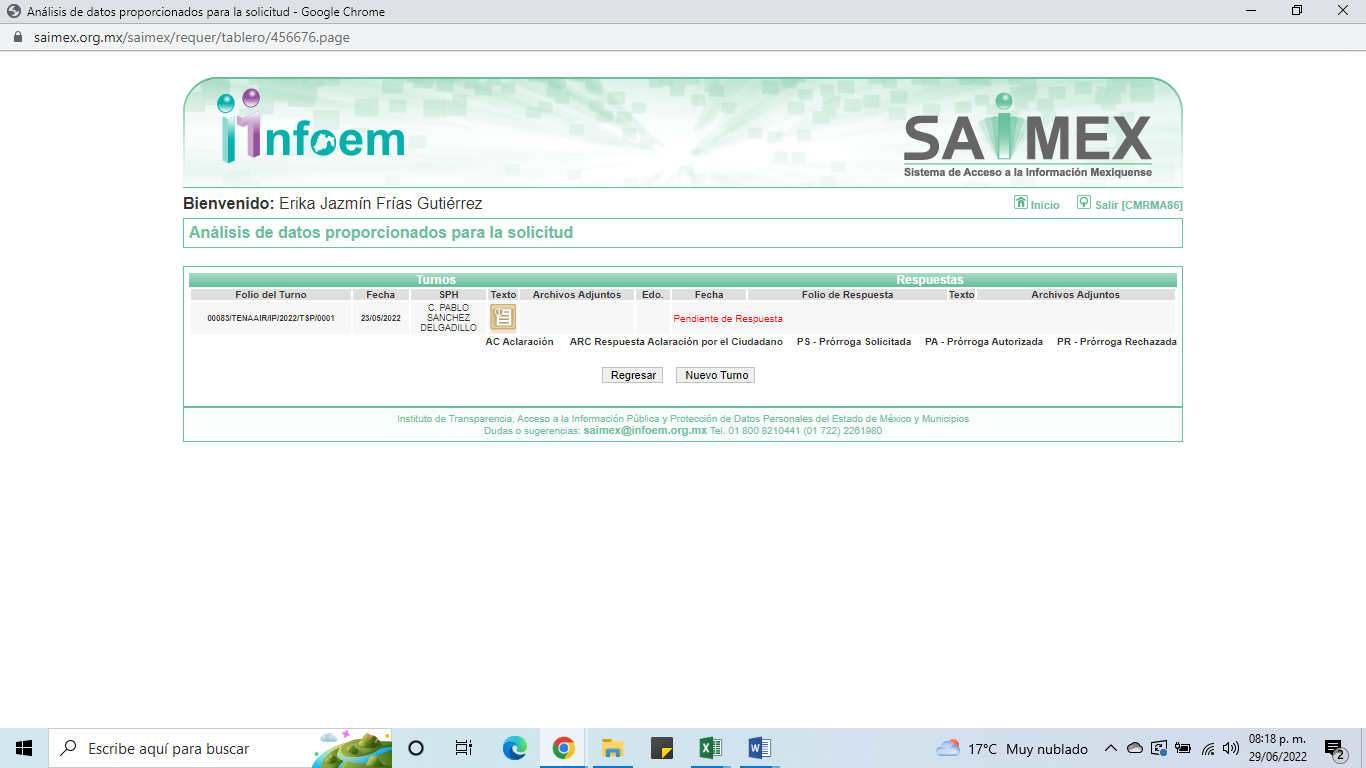 Análisis de datos proporcionados para la solicitud - Google Chrome
saimex.org.mx/saimex/requer/tablero/456676.page
infoem
SAIMEX
Sistema de Acceso a la Información Mexiquense
Bienvenido: Erika Jazmín Frías Gutiérrez
Inicio Salir [CMRMA86]
Análisis de datos proporcionados para la solicitud
Turnos Respuestas
Folio del Turno Fecha SPH Texto Archivos Adjuntos Edo. Fecha Folio de Respuesta Texto Archivos Adjuntos
00083/TENAAIR/IP/2022/TSP/0001 23/05/2022 C. PABLO SANCHEZ DELGADILLO Pendiente de Respuesta
AC Aclaración ARC Respuesta Aclaración por el Ciudadano PS - Prórroga Solicitada PA - Prórroga Autorizada PR - Prórroga Rechazada
Regresar Nuevo Turno
Instituto de Transparencia, Acceso a la Información Pública y Protección de Datos Personales del Estado de México y Municipios
Dudas o sugerencias: saimex@infoem.org.mx Tel. 01 800 8210441 (01 722) 2261980
Escribe aquí para buscar
17°C Muy nublado
08:18 p. m.
29/06/2022
2